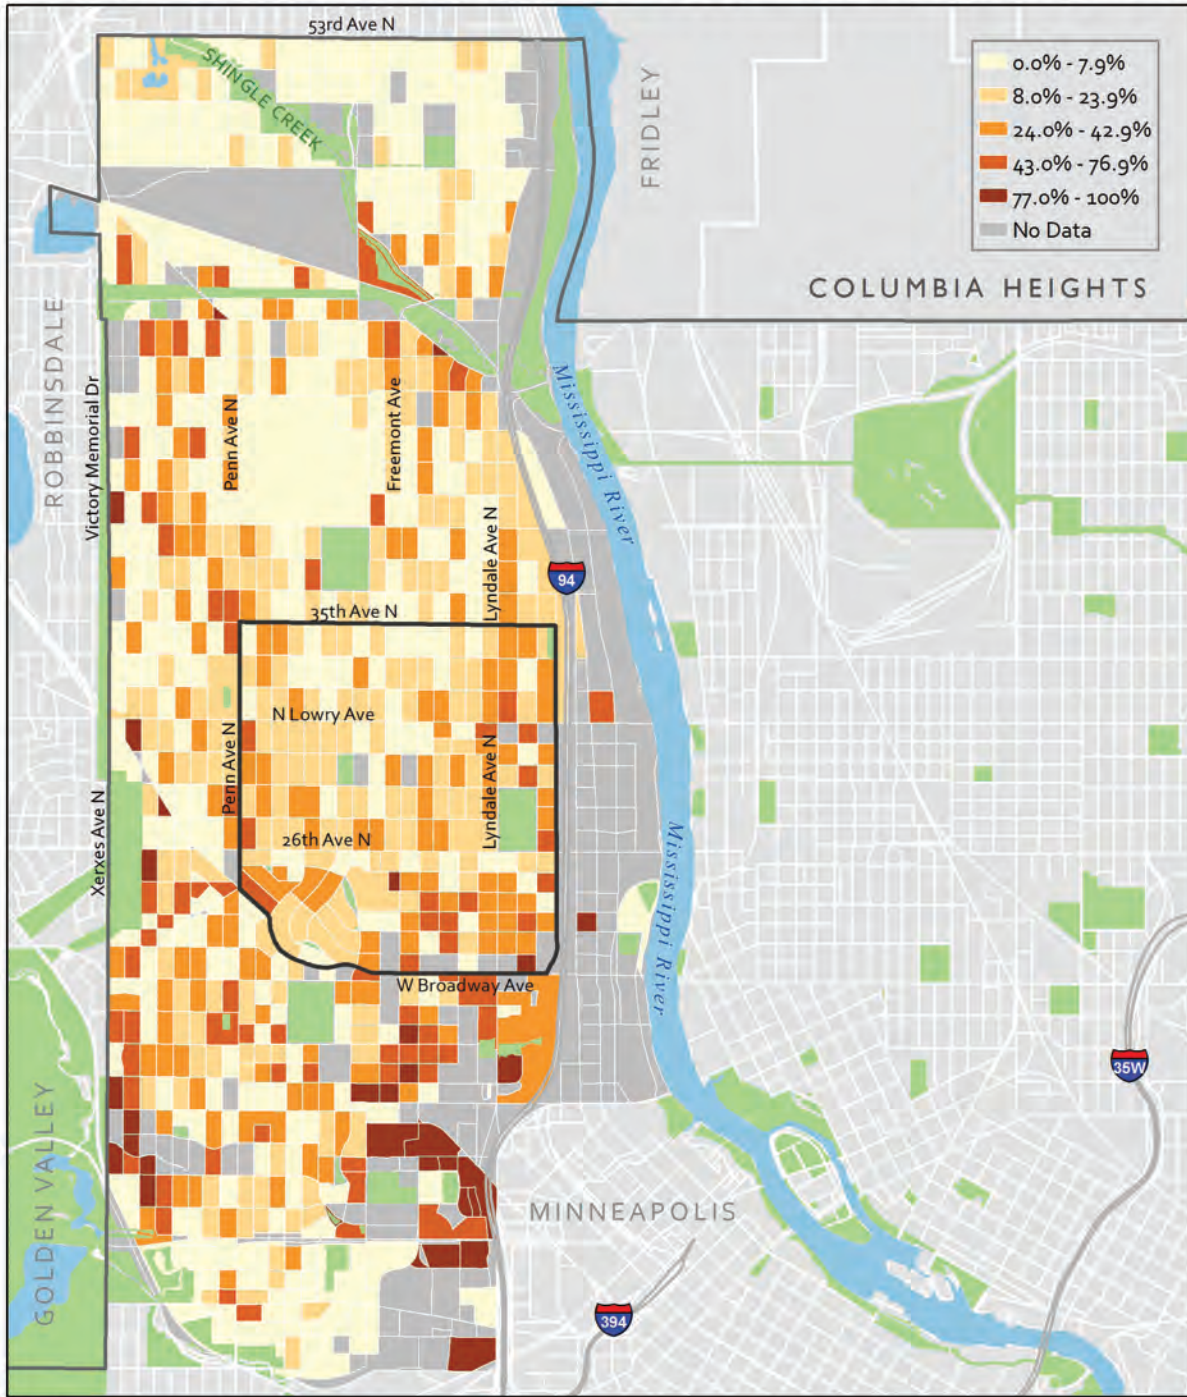 53rd Ave N
SHINGLE CREEK
FRIDLEY
0.0% - 7.9%
8.0% - 23.9%
24.0% - 42.9%
43.0% - 76.9%
77.0% - 100%
No Data
COLUMBIA HEIGHTS
ROBBINSDALE
Victory Memorial Dr
Penn Ave N
Freemont Ave
Mississippi River
Lyndale Ave N
94
35th Ave N
N Lowry Ave
Penn Ave N
Lyndale Ave N
26th Ave N
Xerxes Ave N
Mississippi River
W Broadway Ave
35W
GOLDEN VALLEY
MINNEAPOLIS
394